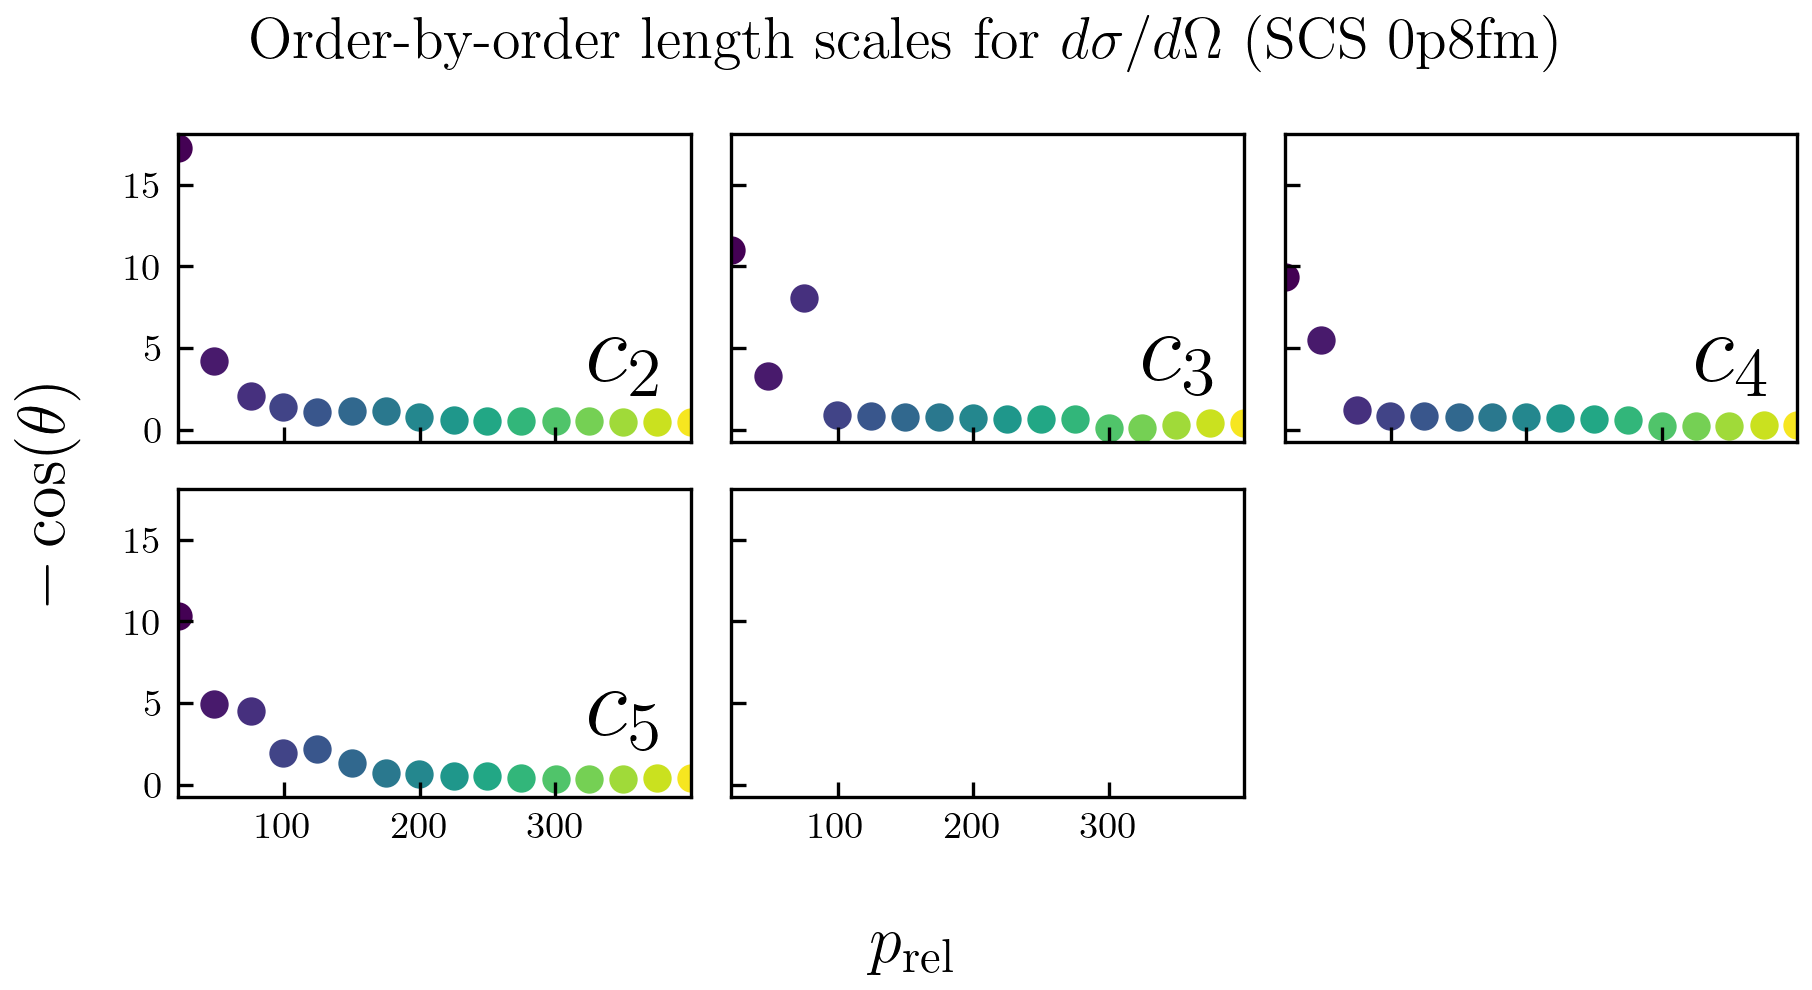 Order-by-order length scales for dσ/dΩ (SCS 0p8fm)
15
10
5
0
c₂
c₃
c₄
− cos(θ)
15
10
5
0
c₅
100 200 300
100 200 300
p_rel